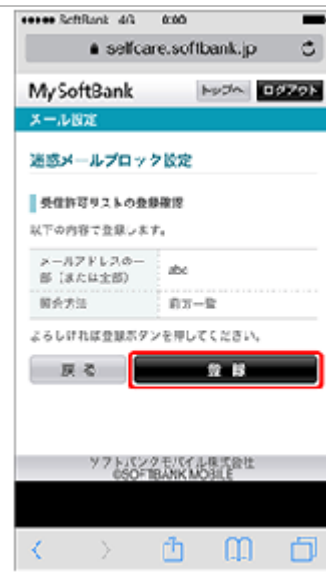 SoftBank 4G 0:00
selfcare.softbank.jp
My SoftBank トップへ ログアウト
メール設定
迷惑メールブロック設定
受信許可リストの登録確認
以下の内容で登録します。
メールアドレスの一
部（または全部） abc
照合方法 前方一致
よろしければ登録ボタンを押してください。
戻る 登録
ソフトバンクモバイル株式会社
©SOFTBANK MOBILE